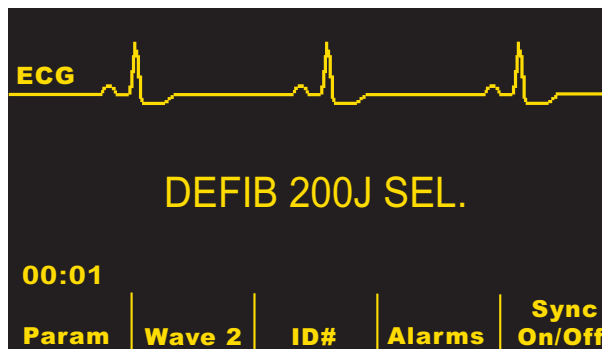 ECG
DEFIB 200J SEL.
00:01
Param Wave 2 ID# Alarms Sync On/Off